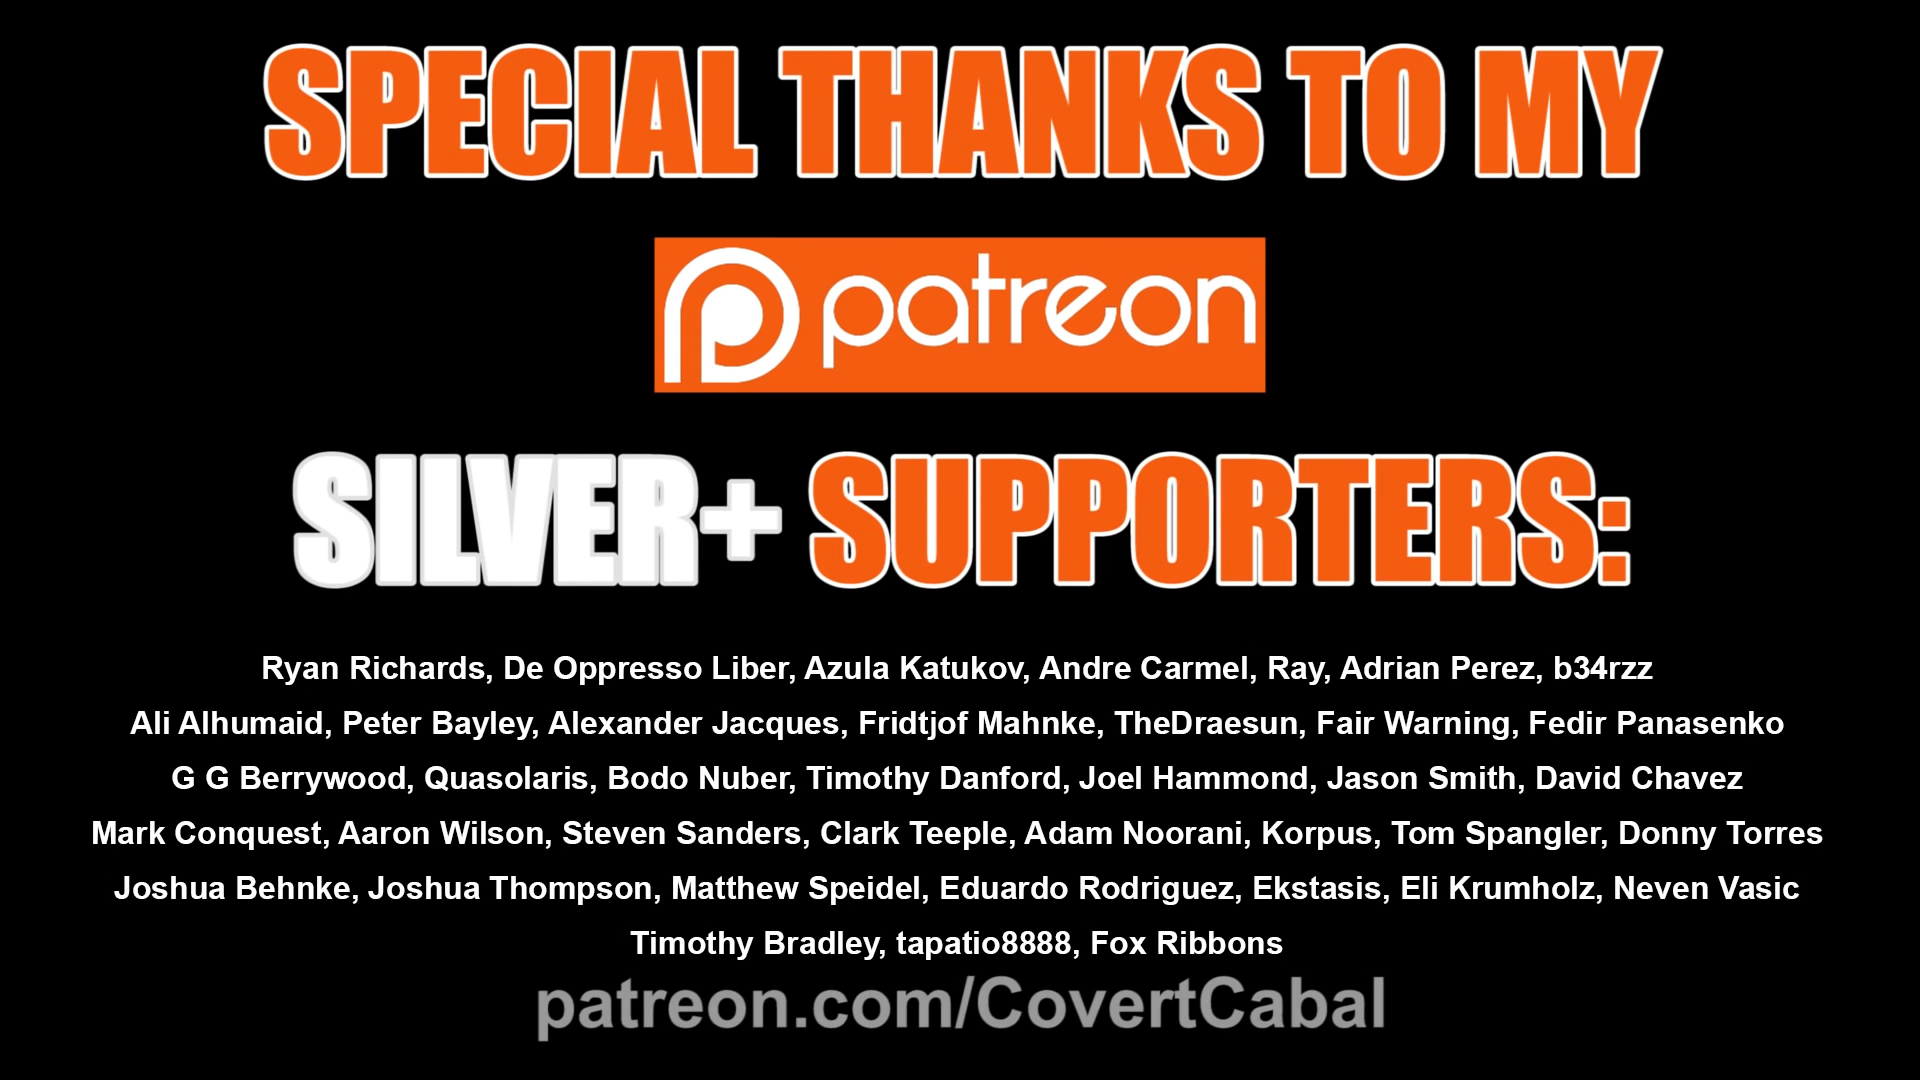 SPECIAL THANKS TO MY
patreon
SILVER+ SUPPORTERS:
Ryan Richards, De Oppresso Liber, Azula Katukov, Andre Carmel, Ray, Adrian Perez, b34rzz
Ali Alhumaid, Peter Bayley, Alexander Jacques, Fridtjof Mahnke, TheDraesun, Fair Warning, Fedir Panasenko
G G Berrywood, Quasolaris, Bodo Nuber, Timothy Danford, Joel Hammond, Jason Smith, David Chavez
Mark Conquest, Aaron Wilson, Steven Sanders, Clark Teeple, Adam Noorani, Korpus, Tom Spangler, Donny Torres
Joshua Behnke, Joshua Thompson, Matthew Speidel, Eduardo Rodriguez, Ekstasis, Eli Krumholz, Neven Vasic
Timothy Bradley, tapatio8888, Fox Ribbons
patreon.com/CovertCabal